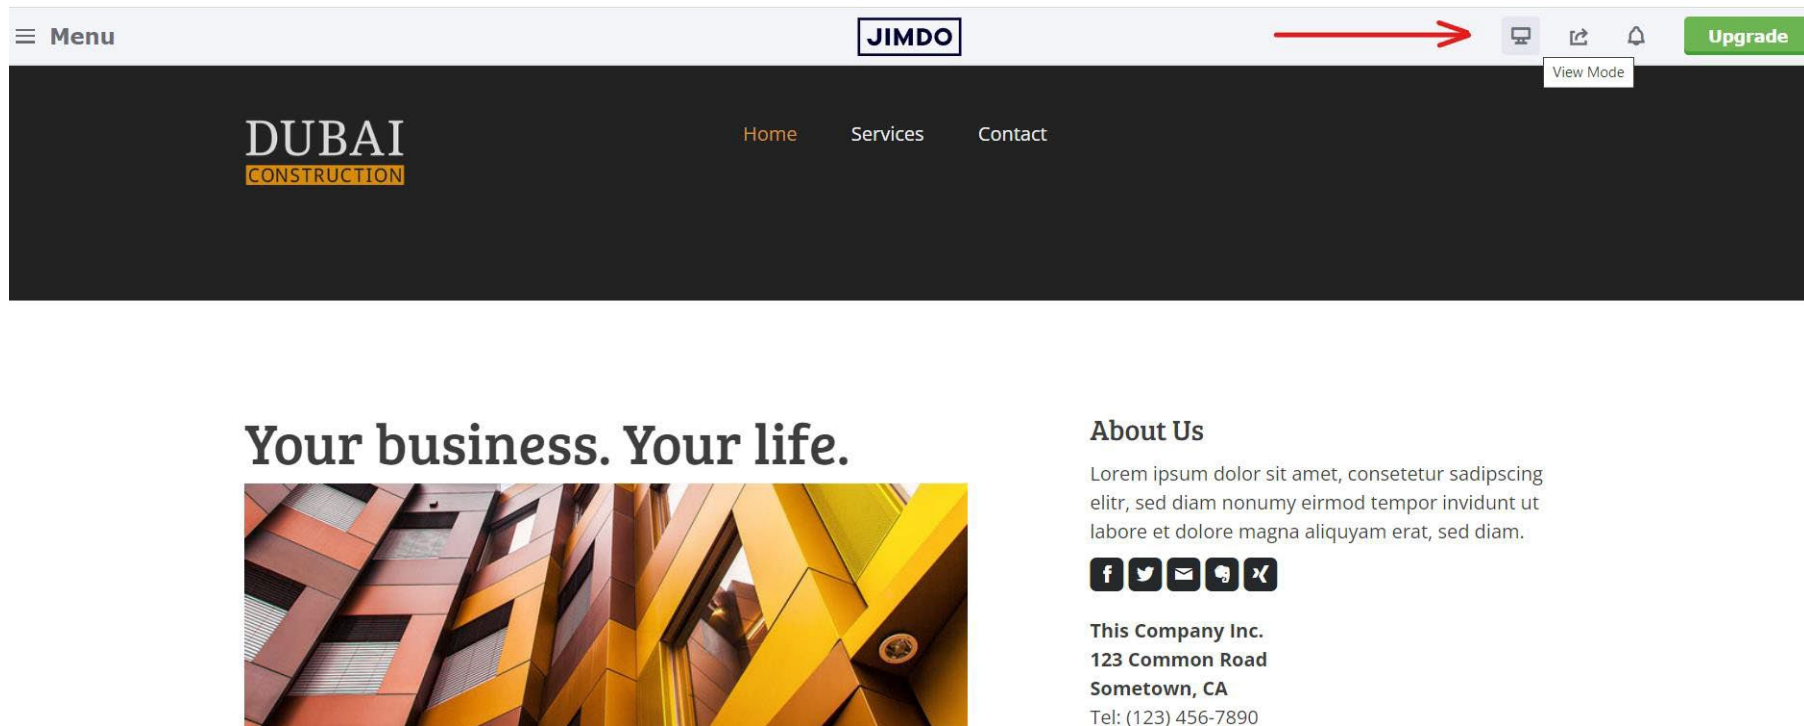 Menu
JIMDO
Upgrade
View Mode
DUBAI
CONSTRUCTION
Home Services Contact
Your business. Your life.
About Us
Lorem ipsum dolor sit amet, consetetur sadipscing
elitr, sed diam nonumy eirmod tempor invidunt ut
labore et dolore magna aliquyam erat, sed diam.
This Company Inc.
123 Common Road
Sometown, CA
Tel: (123) 456-7890